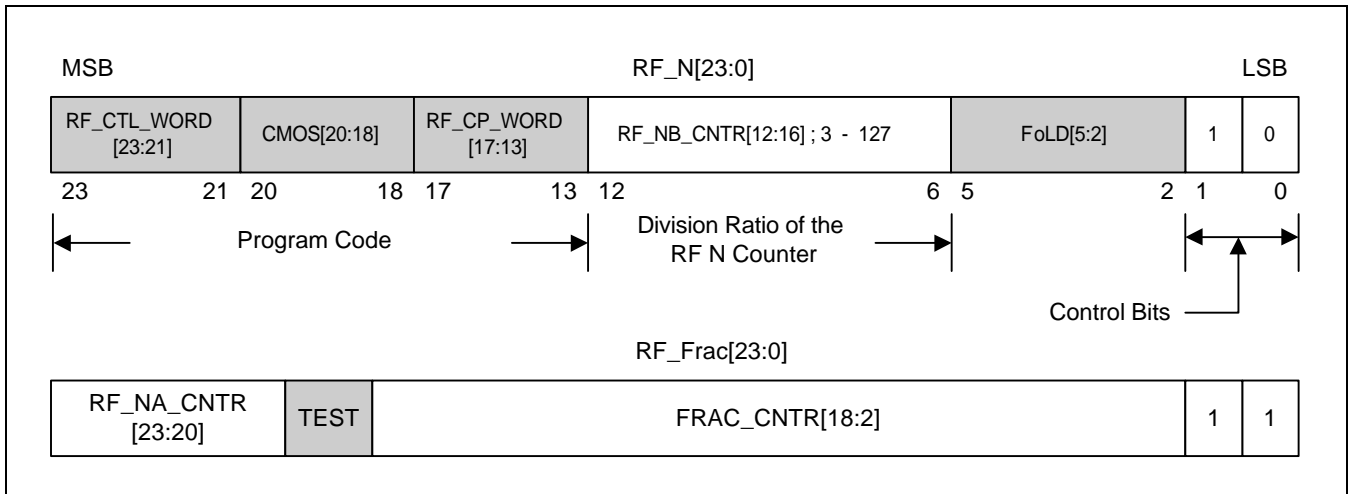 MSB RF_N[23:0] LSB
RF_CTL_WORD
[23:21]
CMOS[20:18]
RF_CP_WORD
[17:13]
RF_NB_CNTR[12:16] ; 3 - 127
FoLD[5:2]
1 0
23 21 20 18 17 13 12 6 5 2 1 0
Program Code
Division Ratio of the
RF N Counter
Control Bits
RF_Frac[23:0]
RF_NA_CNTR
[23:20]
TEST
FRAC_CNTR[18:2]
1 1